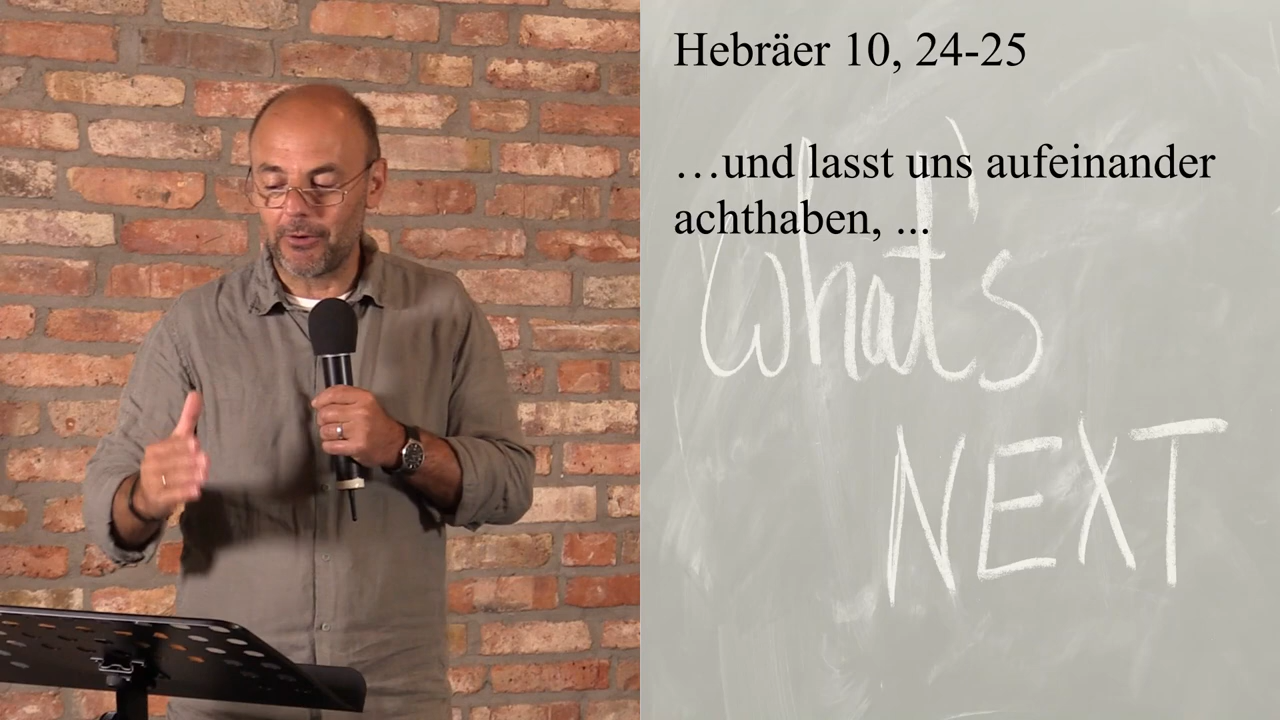 Hebräer 10, 24-25
…und lasst uns aufeinander
achthaben, ...
What's
NEXT